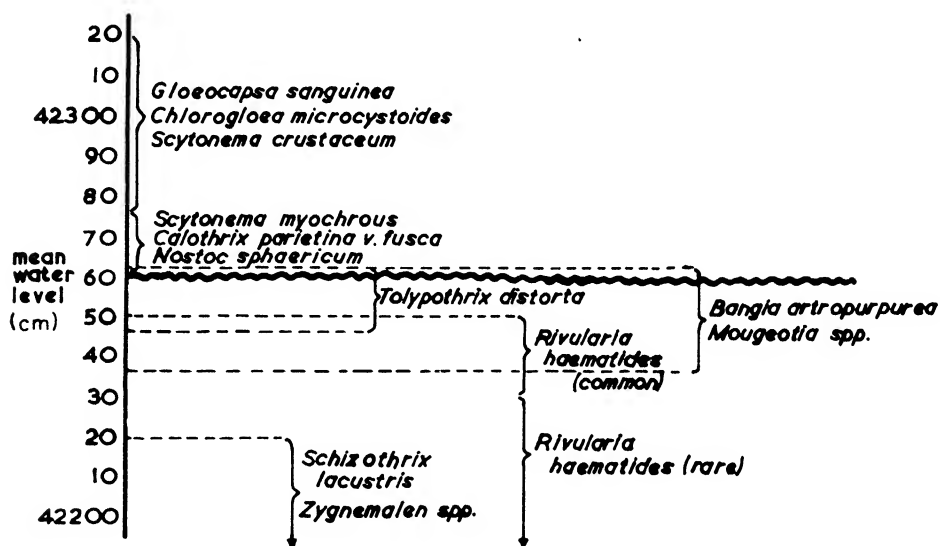 20
10
42300
90
80
70
mean
water
level
(cm)
60
50
40
30
20
10
42200
Gloeocapsa sanguinea
Chlorogloea microcystoides
Scytonema crustaceum
Scytonema myochrous
Calothrix parietina v. fusca
Nostoc sphaericum
Tolypothrix distorta
Bangia artropurpurea
Mougeotia spp.
Rivularia
haematides
(common)
Rivularia
haematides (rare)
Schizothrix
lacustris
Zygnemalen spp.